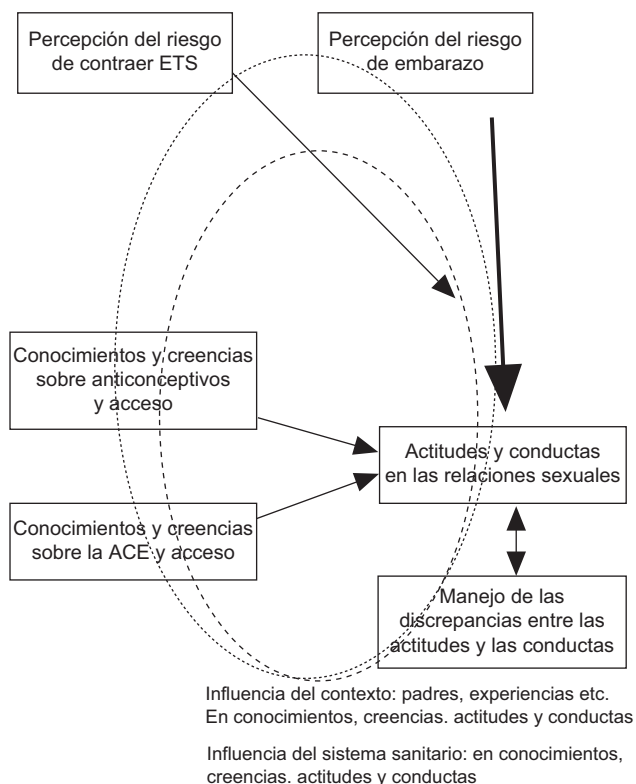 Percepción del riesgo
de contraer ETS
Percepción del riesgo
de embarazo
Conocimientos y creencias
sobre anticonceptivos
y acceso
Actitudes y conductas
en las relaciones sexuales
Conocimientos y creencias
sobre la ACE y acceso
Manejo de las
discrepancias entre las
actitudes y las conductas
Influencia del contexto: padres, experiencias etc.
En conocimientos, creencias. actitudes y conductas
Influencia del sistema sanitario: en conocimientos,
creencias. actitudes y conductas